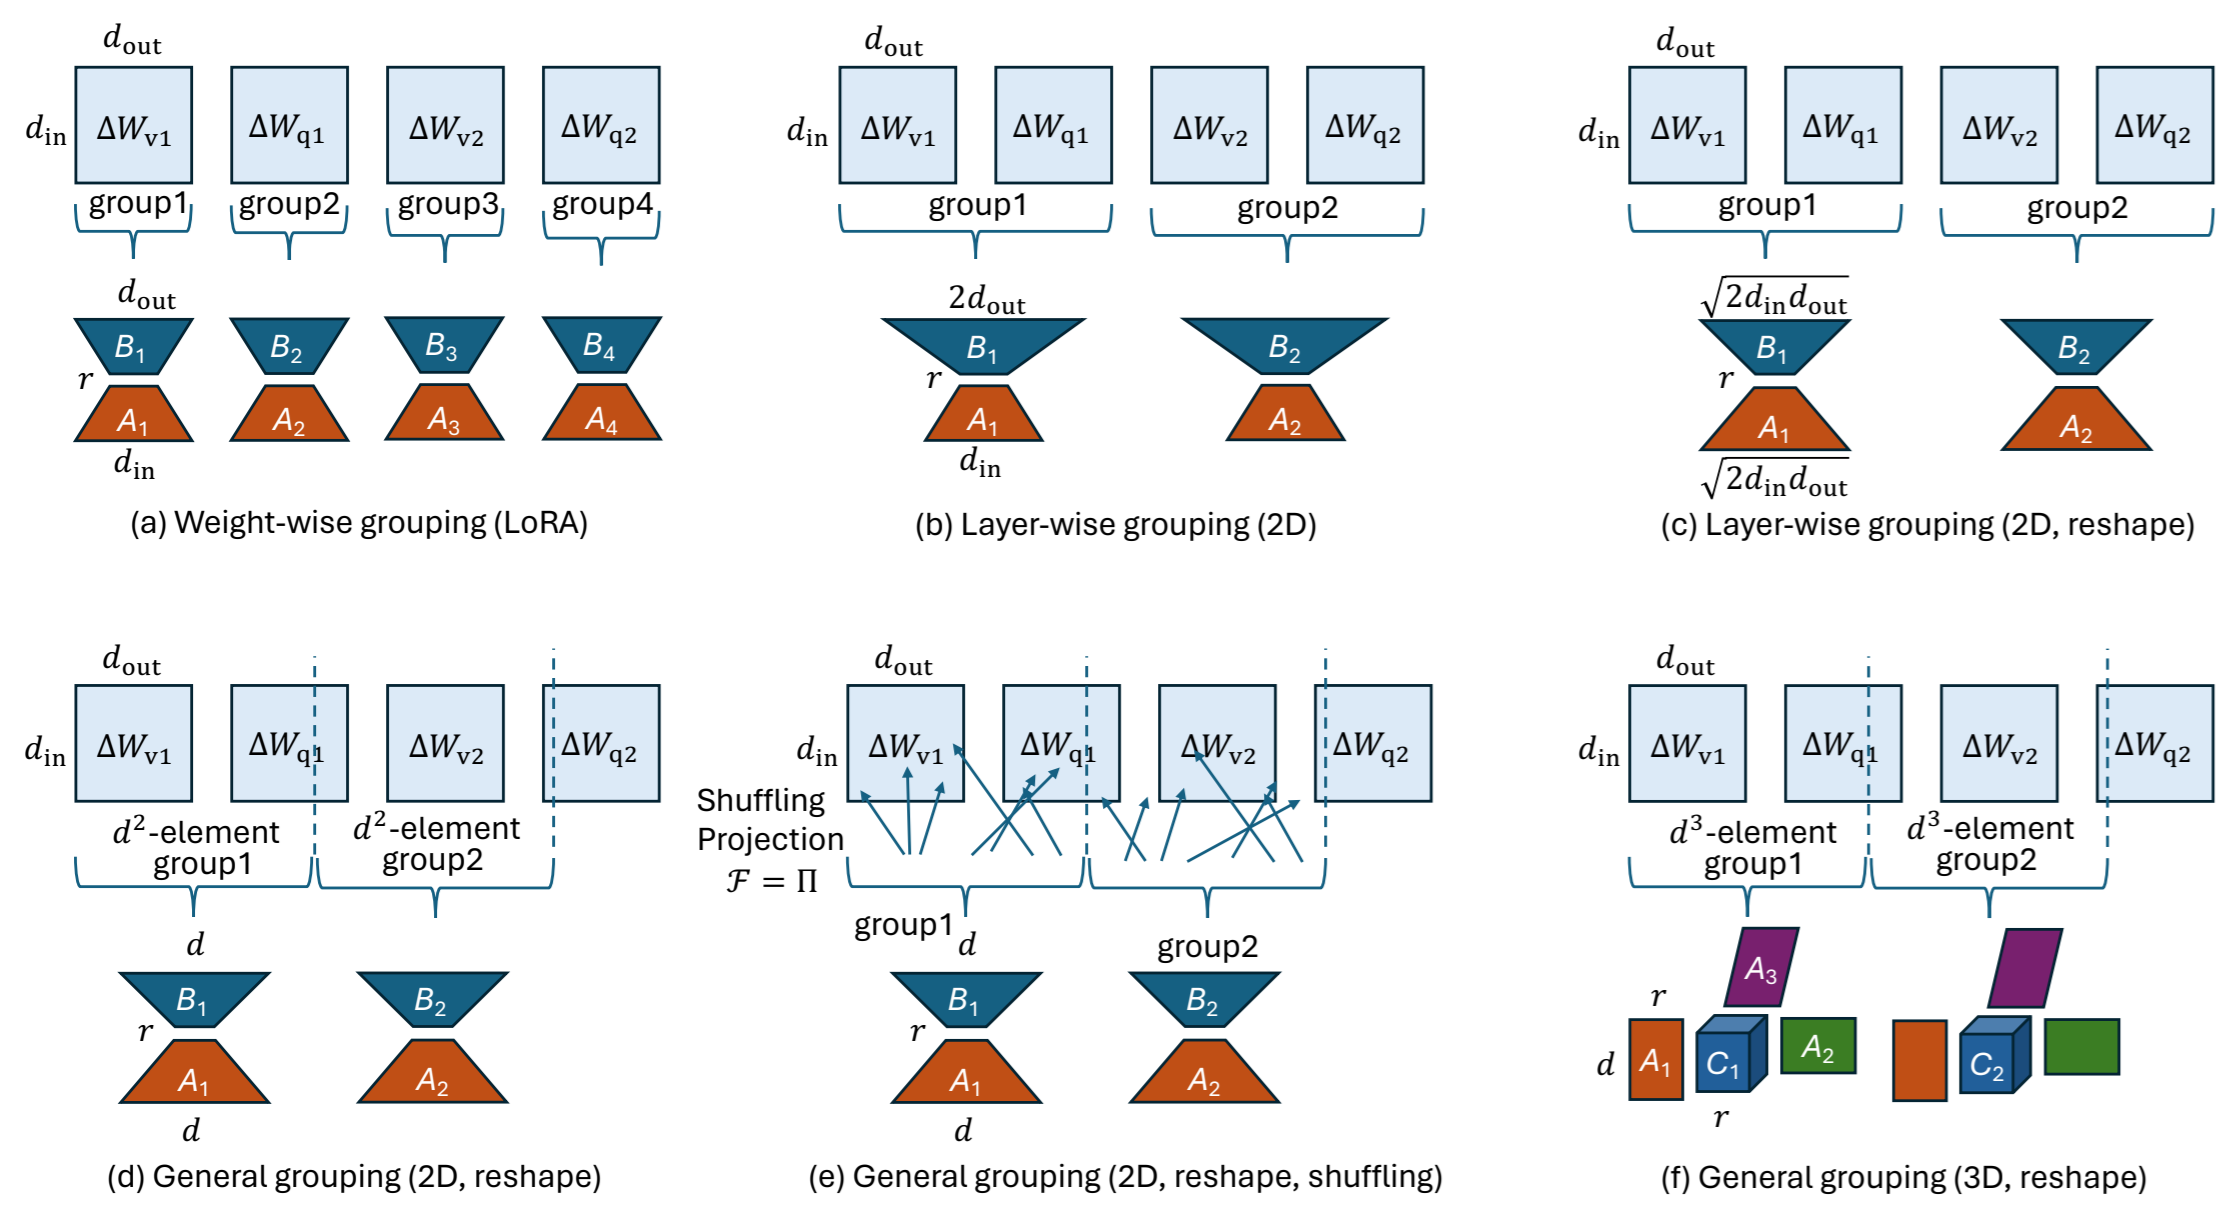 d_out
d_in ΔW_v1 ΔW_q1 ΔW_v2 ΔW_q2
group1 group2 group3 group4
d_out
B_1 B_2 B_3 B_4
r
A_1 A_2 A_3 A_4
d_in
(a) Weight-wise grouping (LoRA)
d_out
d_in ΔW_v1 ΔW_q1 ΔW_v2 ΔW_q2
group1 group2
2d_out
B_1 B_2
r
A_1 A_2
d_in
(b) Layer-wise grouping (2D)
d_out
d_in ΔW_v1 ΔW_q1 ΔW_v2 ΔW_q2
group1 group2
√(2d_in d_out)
B_1 B_2
r
A_1 A_2
√(2d_in d_out)
(c) Layer-wise grouping (2D, reshape)
d_out
d_in ΔW_v1 ΔW_q1 ΔW_v2 ΔW_q2
d²-element d²-element
group1 group2
d
B_1 B_2
r
A_1 A_2
d
(d) General grouping (2D, reshape)
d_out
d_in ΔW_v1 ΔW_q1 ΔW_v2 ΔW_q2
Shuffling
Projection
ℱ = Π
group1 d group2
B_1 B_2
r
A_1 A_2
d
(e) General grouping (2D, reshape, shuffling)
d_out
d_in ΔW_v1 ΔW_q1 ΔW_v2 ΔW_q2
d³-element d³-element
group1 group2
A_3
r
d A_1 C_1 A_2 C_2
r
(f) General grouping (3D, reshape)